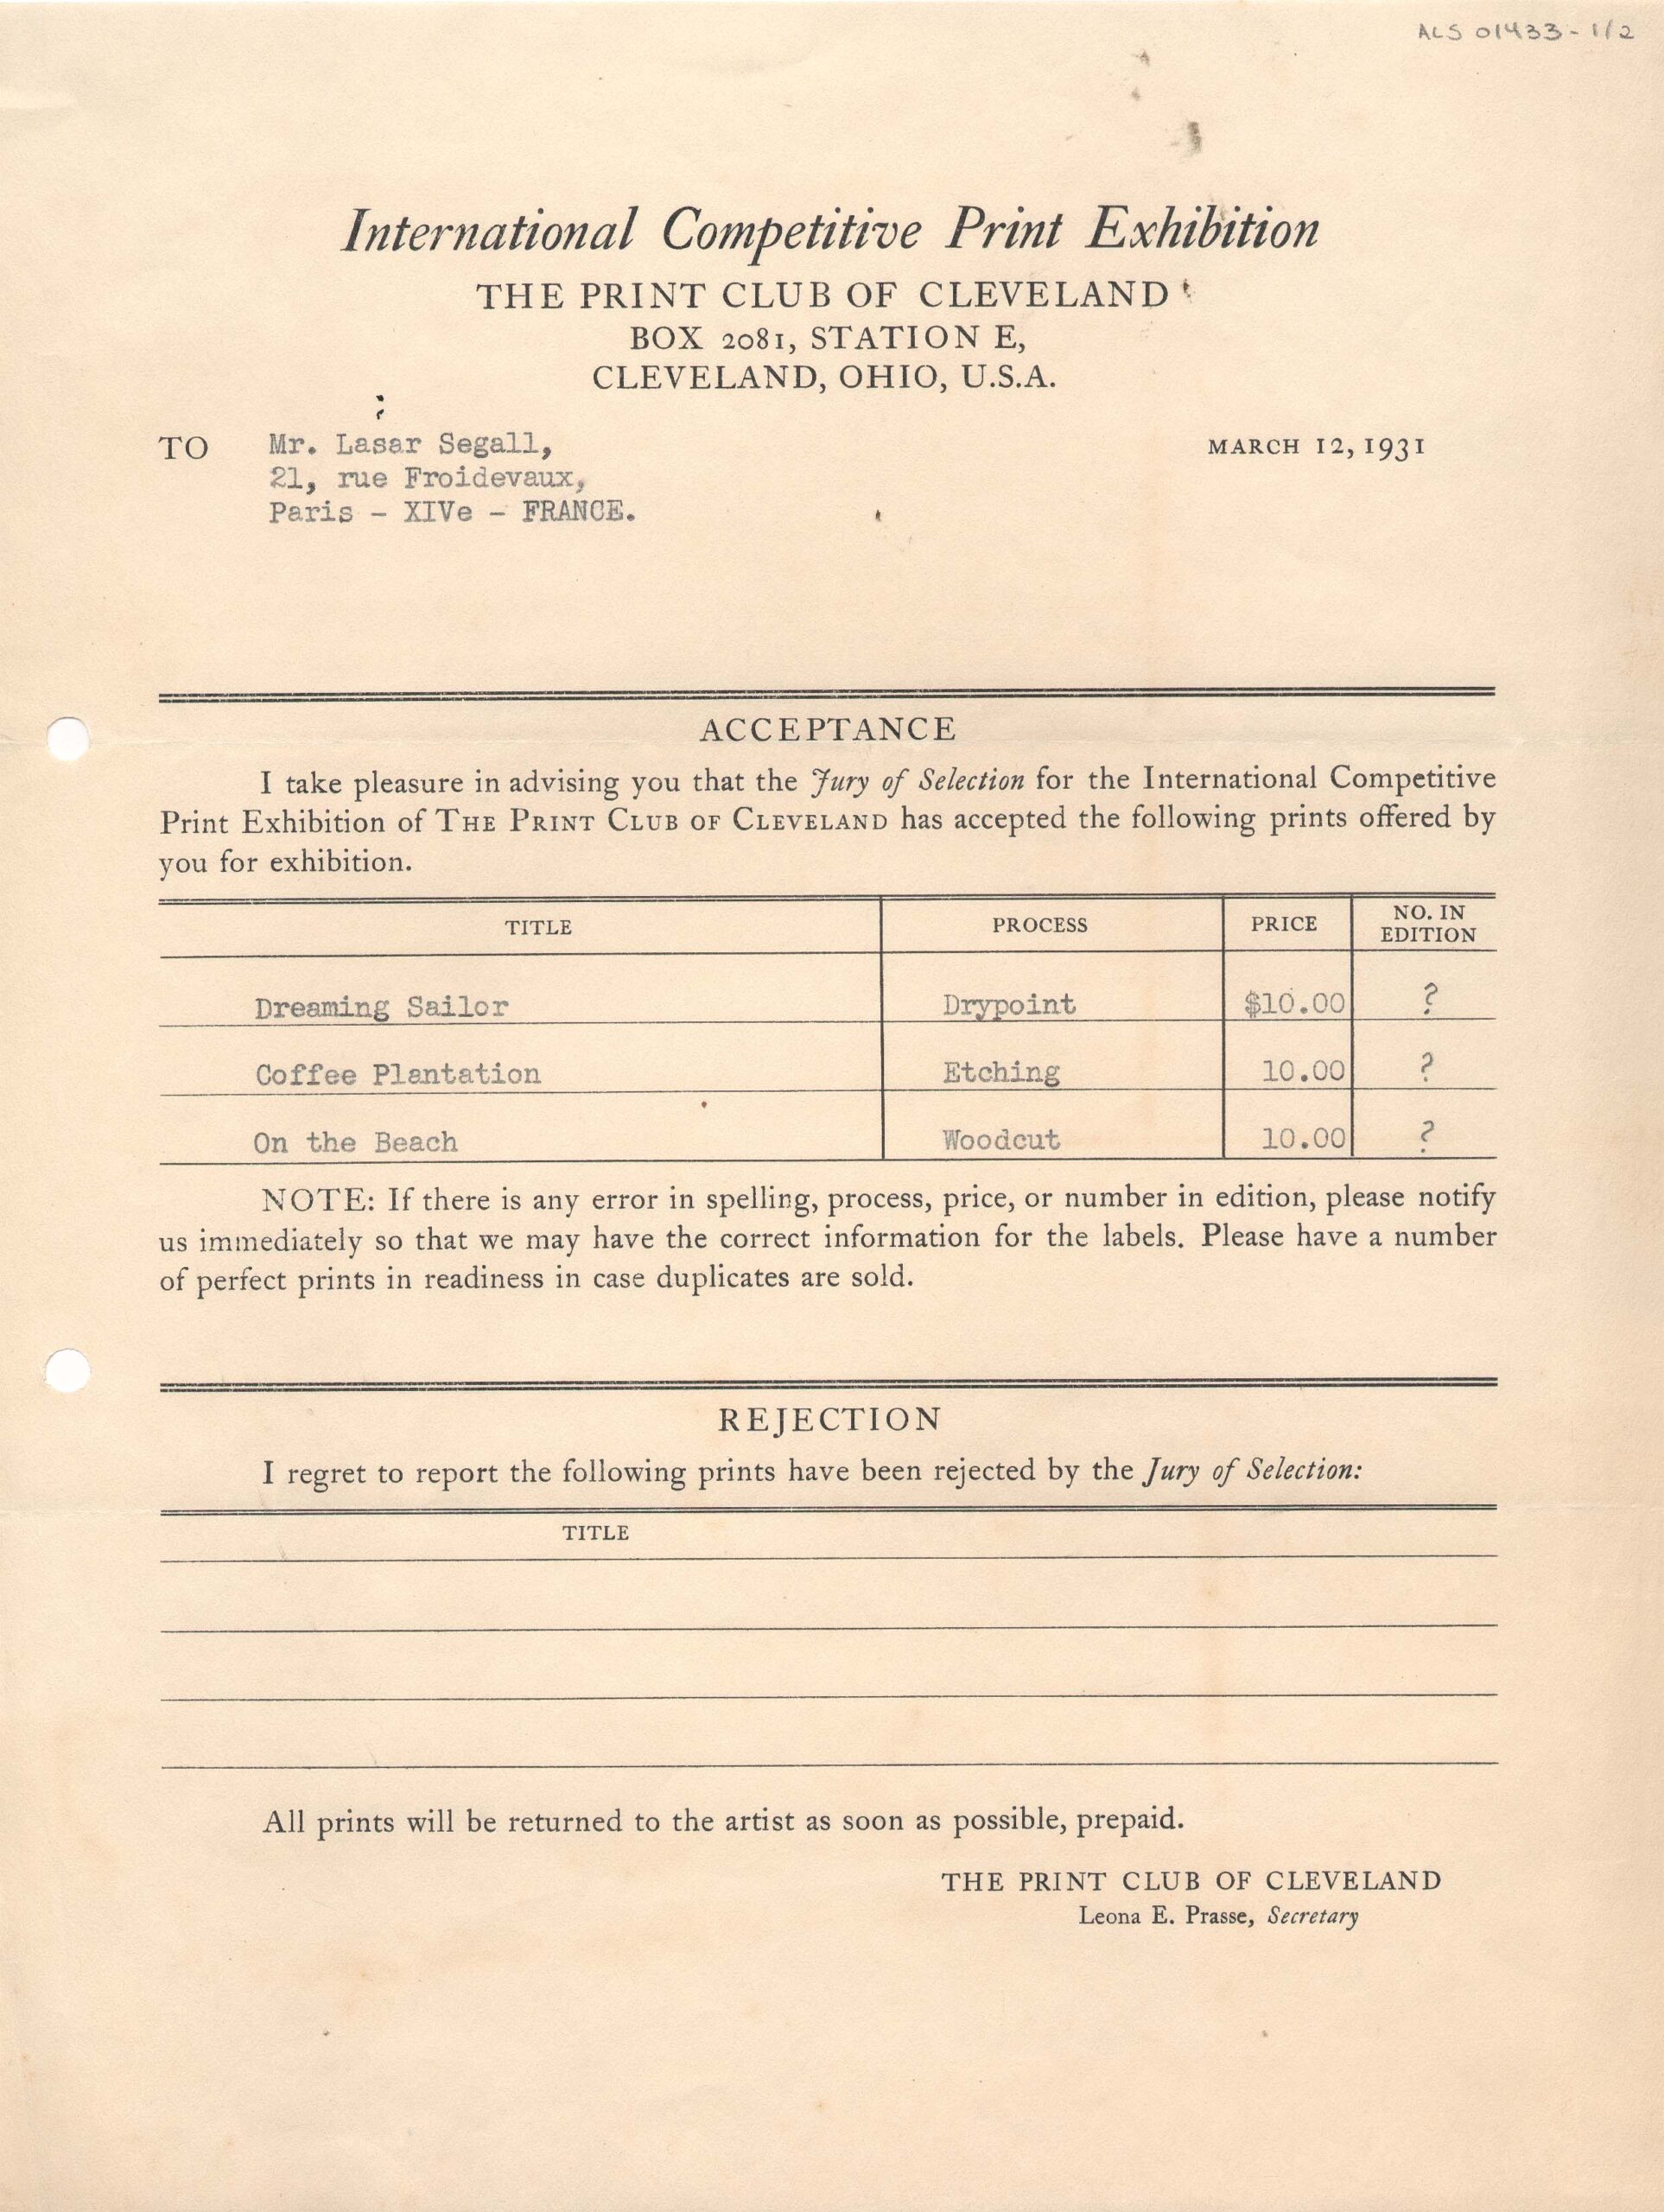 ALS 01433-1/2
International Competitive Print Exhibition
THE PRINT CLUB OF CLEVELAND
BOX 2081, STATION E,
CLEVELAND, OHIO, U.S.A.
TO Mr. Lasar Segall, MARCH 12, 1931
21, rue Froidevaux,
Paris - XIVe - FRANCE.
ACCEPTANCE
I take pleasure in advising you that the Jury of Selection for the International Competitive
Print Exhibition of THE PRINT CLUB OF CLEVELAND has accepted the following prints offered by
you for exhibition.
TITLE PROCESS PRICE NO. IN EDITION
Dreaming Sailor Drypoint $10.00 ?
Coffee Plantation Etching 10.00 ?
On the Beach Woodcut 10.00 ?
NOTE: If there is any error in spelling, process, price, or number in edition, please notify
us immediately so that we may have the correct information for the labels. Please have a number
of perfect prints in readiness in case duplicates are sold.
REJECTION
I regret to report the following prints have been rejected by the Jury of Selection:
TITLE
All prints will be returned to the artist as soon as possible, prepaid.
THE PRINT CLUB OF CLEVELAND
Leona E. Prasse, Secretary